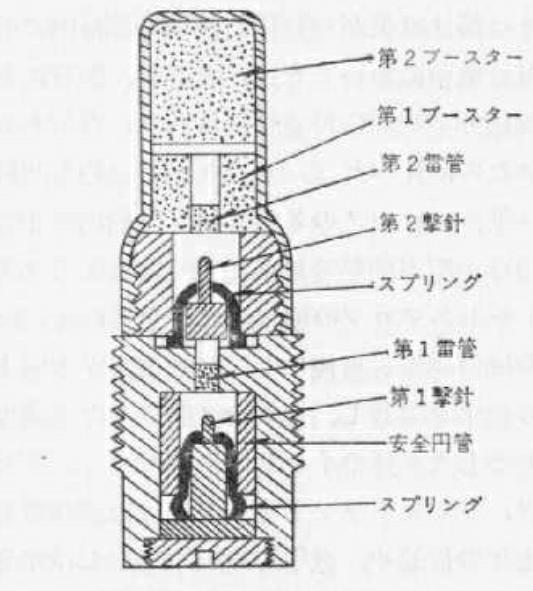 第2ブースター
第1ブースター
第2雷管
第2撃針
スプリング
第1雷管
第1撃針
安全円管
スプリング